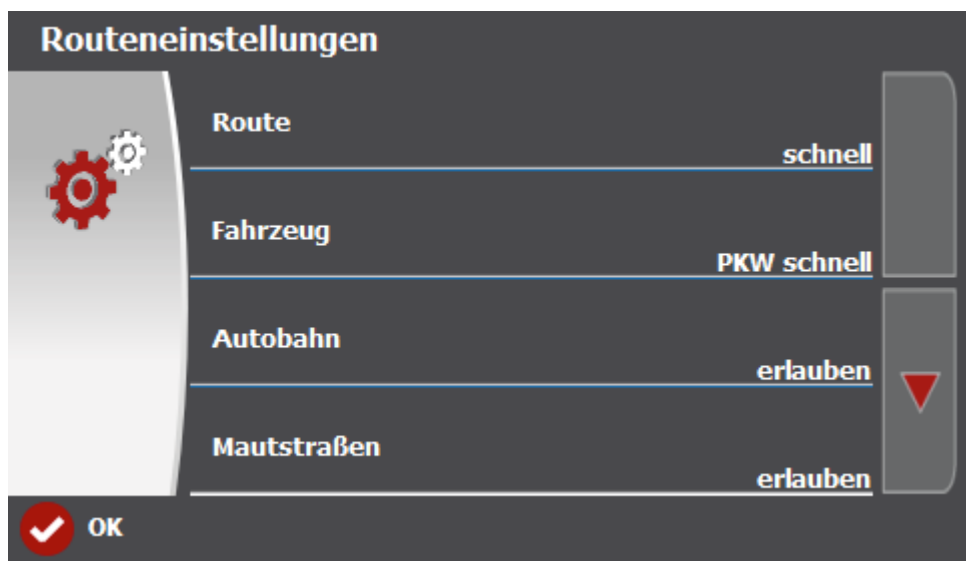 Routeneinstellungen
Route
schnell
Fahrzeug
PKW schnell
Autobahn
erlauben
Mautstraßen
erlauben
OK